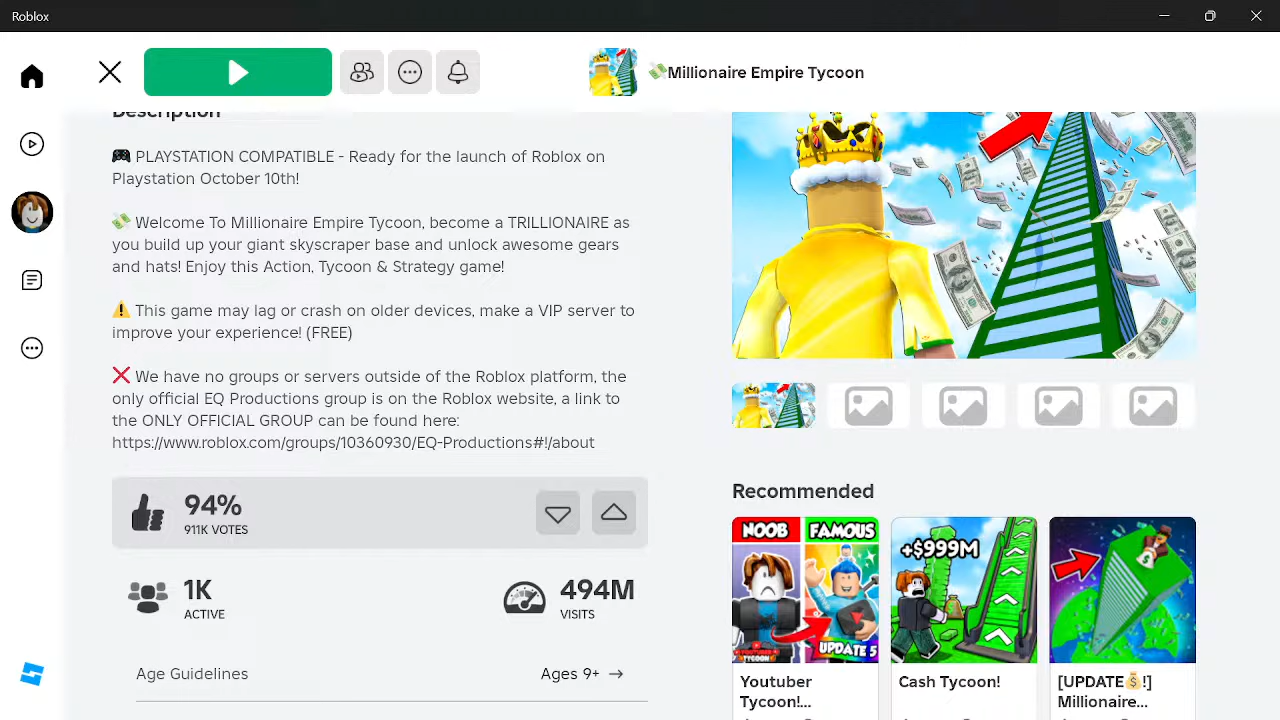 Roblox
💸Millionaire Empire Tycoon
Description
🎮 PLAYSTATION COMPATIBLE - Ready for the launch of Roblox on
Playstation October 10th!
💸 Welcome To Millionaire Empire Tycoon, become a TRILLIONAIRE as
you build up your giant skyscraper base and unlock awesome gears
and hats! Enjoy this Action, Tycoon & Strategy game!
⚠️ This game may lag or crash on older devices, make a VIP server to
improve your experience! (FREE)
❌ We have no groups or servers outside of the Roblox platform, the
only official EQ Productions group is on the Roblox website, a link to
the ONLY OFFICIAL GROUP can be found here:
https://www.roblox.com/groups/10360930/EQ-Productions#!/about
94%
911K VOTES
1K
ACTIVE
494M
VISITS
Age Guidelines
Ages 9+ →
Recommended
NOOB
FAMOUS
UPDATE 5
+$999M
Youtuber
Tycoon!...
Cash Tycoon!
[UPDATE💰!]
Millionaire...